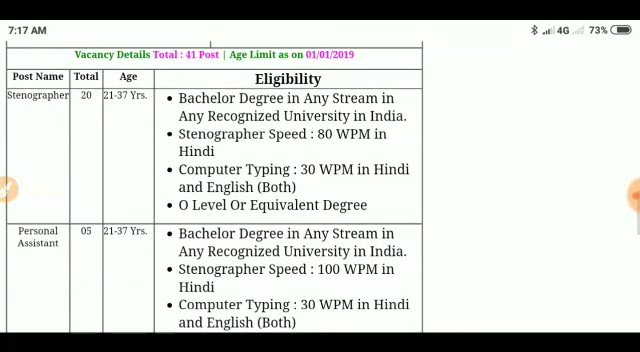 7:17 AM 4G 73%
Vacancy Details Total : 41 Post | Age Limit as on 01/01/2019
Post Name Total Age Eligibility
Stenographer 20 21-37 Yrs.
• Bachelor Degree in Any Stream in
Any Recognized University in India.
• Stenographer Speed : 80 WPM in
Hindi
• Computer Typing : 30 WPM in Hindi
and English (Both)
• O Level Or Equivalent Degree
Personal
Assistant
05 21-37 Yrs.
• Bachelor Degree in Any Stream in
Any Recognized University in India.
• Stenographer Speed : 100 WPM in
Hindi
• Computer Typing : 30 WPM in Hindi
and English (Both)